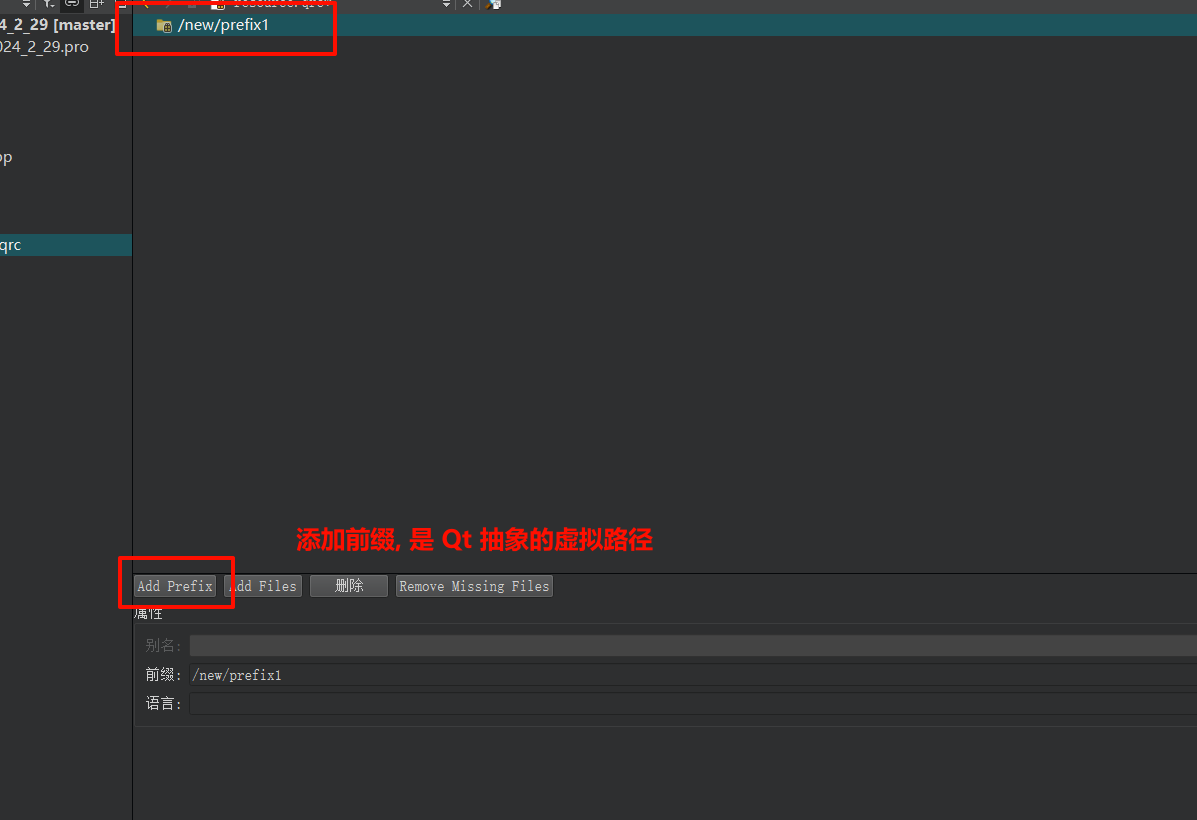 4_2_29 [master]
/new/prefix1
024_2_29.pro
pp
qrc
添加前缀, 是 Qt 抽象的虚拟路径
Add Prefix
Add Files
删除
Remove Missing Files
属性
别名:
前缀: /new/prefix1
语言: